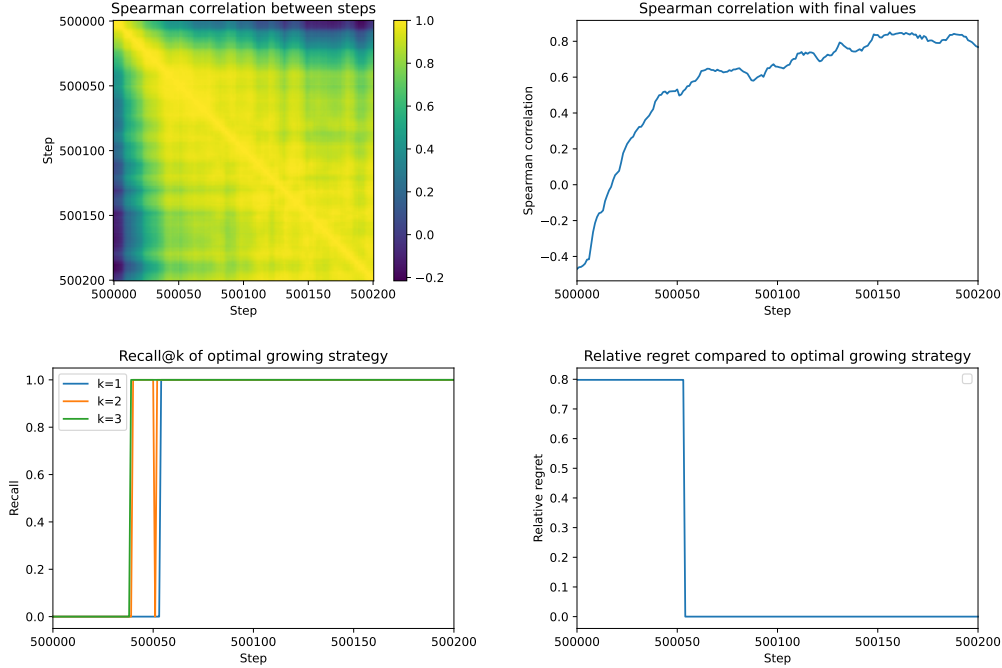 Spearman correlation between steps
500000
500050
500100
500150
500200
Step
500000 500050 500100 500150 500200
Step
1.0
0.8
0.6
0.4
0.2
0.0
−0.2
Spearman correlation with final values
0.8
0.6
0.4
0.2
0.0
−0.2
−0.4
Spearman correlation
500000 500050 500100 500150 500200
Step
Recall@k of optimal growing strategy
1.0
0.8
0.6
0.4
0.2
0.0
Recall
k=1
k=2
k=3
500000 500050 500100 500150 500200
Step
Relative regret compared to optimal growing strategy
0.8
0.7
0.6
0.5
0.4
0.3
0.2
0.1
0.0
Relative regret
500000 500050 500100 500150 500200
Step